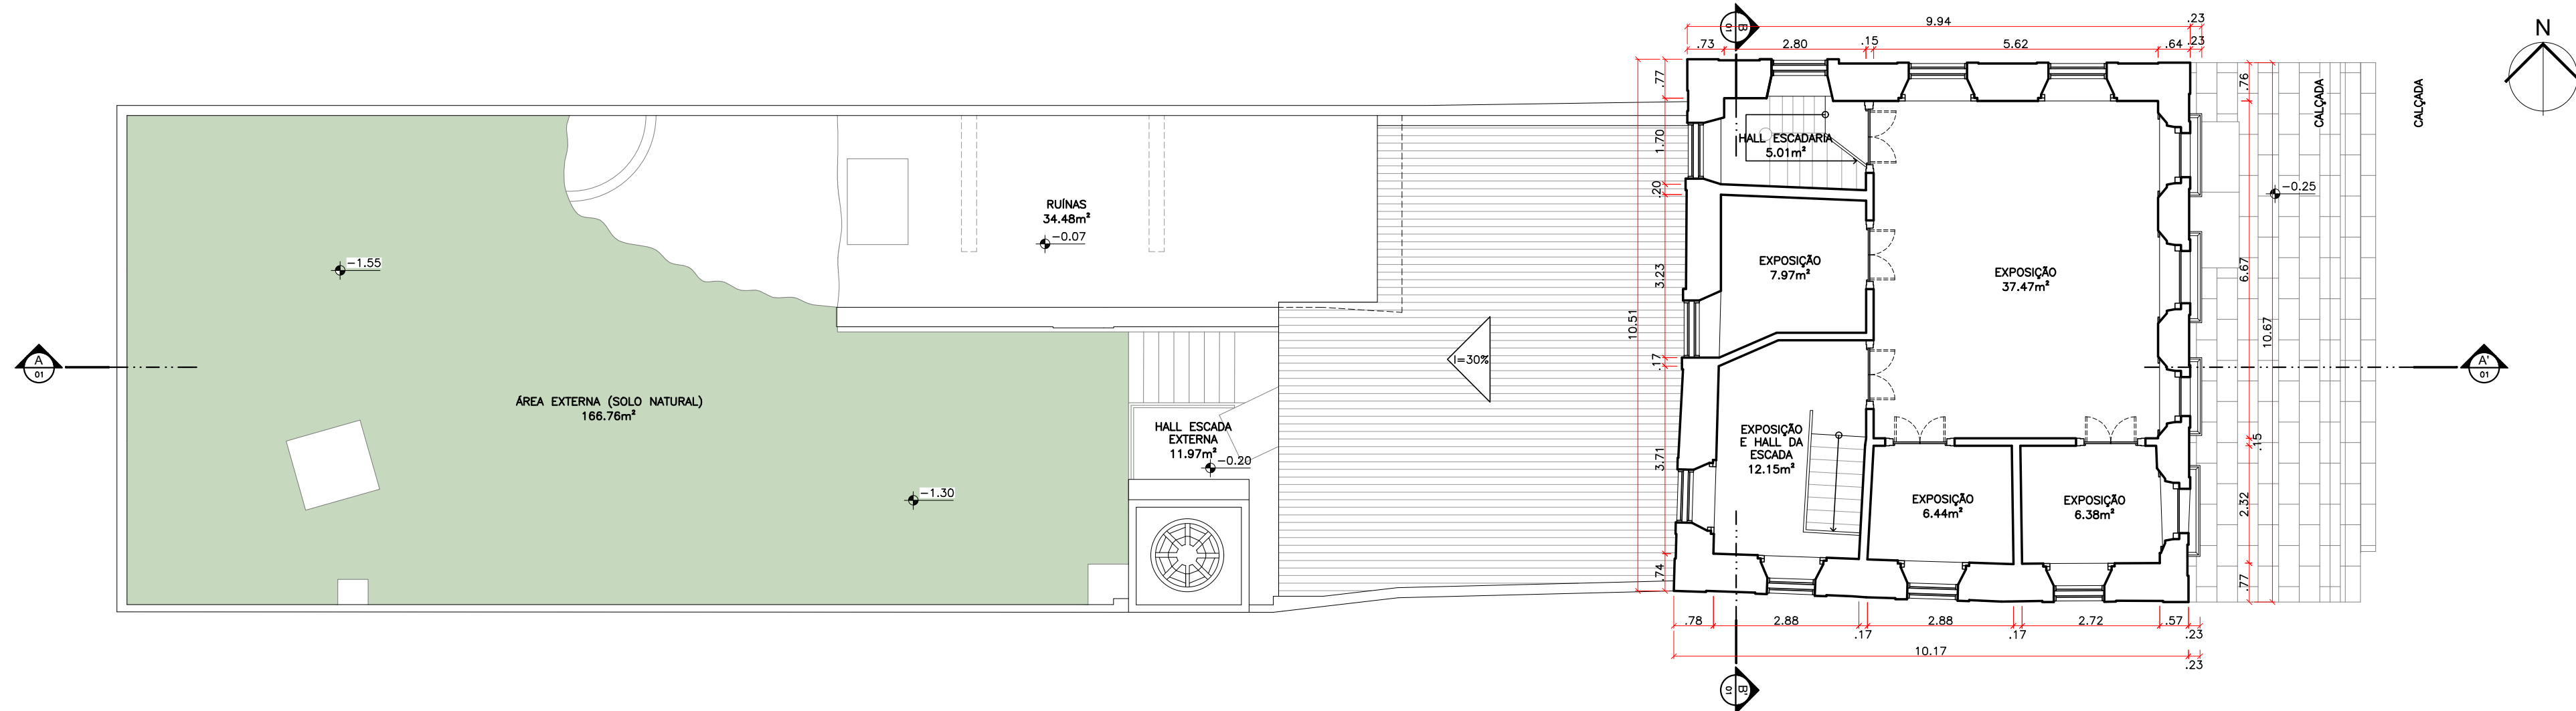 B
01
9.94
.23
.73
2.80
.15
5.62
.64
.23
N
.77
.76
CALÇADA
CALÇADA
1.70
HALL ESCADARIA
5.01m²
.20
-0.25
RUÍNAS
34.48m²
-0.07
-1.55
EXPOSIÇÃO
7.97m²
EXPOSIÇÃO
37.47m²
3.23
6.67
10.51
10.67
.17
I=30%
A
01
A'
01
ÁREA EXTERNA (SOLO NATURAL)
166.76m²
HALL ESCADA
EXTERNA
11.97m²
-0.20
EXPOSIÇÃO
E HALL DA
ESCADA
12.15m²
.15
3.71
-1.30
EXPOSIÇÃO
6.44m²
EXPOSIÇÃO
6.38m²
2.32
.74
.77
.78
2.88
.17
2.88
.17
2.72
.57
.23
10.17
.23
B'
01